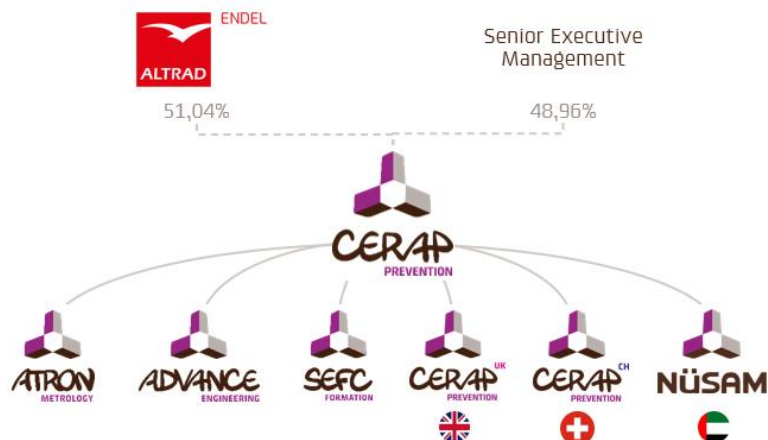 ENDEL
ALTRAD
Senior Executive
Management
51,04%
48,96%
CERAP
PREVENTION
ATRON
METROLOGY
ADVANCE
ENGINEERING
SEFC
FORMATION
CERAP UK
PREVENTION
CERAP CH
PREVENTION
NÜSAM